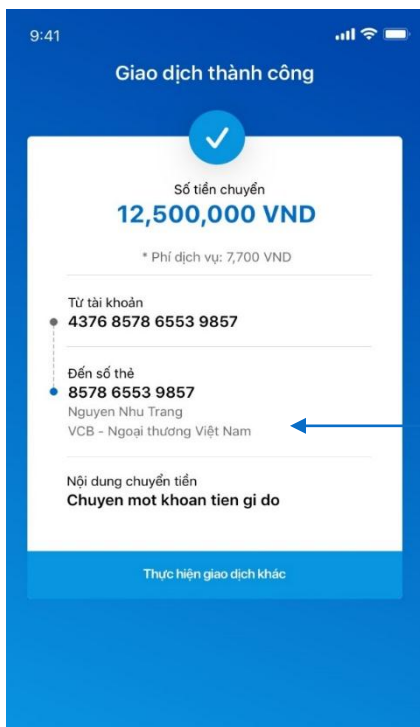 9:41
Giao dịch thành công
Số tiền chuyển
12,500,000 VND
* Phí dịch vụ: 7,700 VND
Từ tài khoản
4376 8578 6553 9857
Đến số thẻ
8578 6553 9857
Nguyen Nhu Trang
VCB - Ngoại thương Việt Nam
Nội dung chuyển tiền
Chuyen mot khoan tien gi do
Thực hiện giao dịch khác